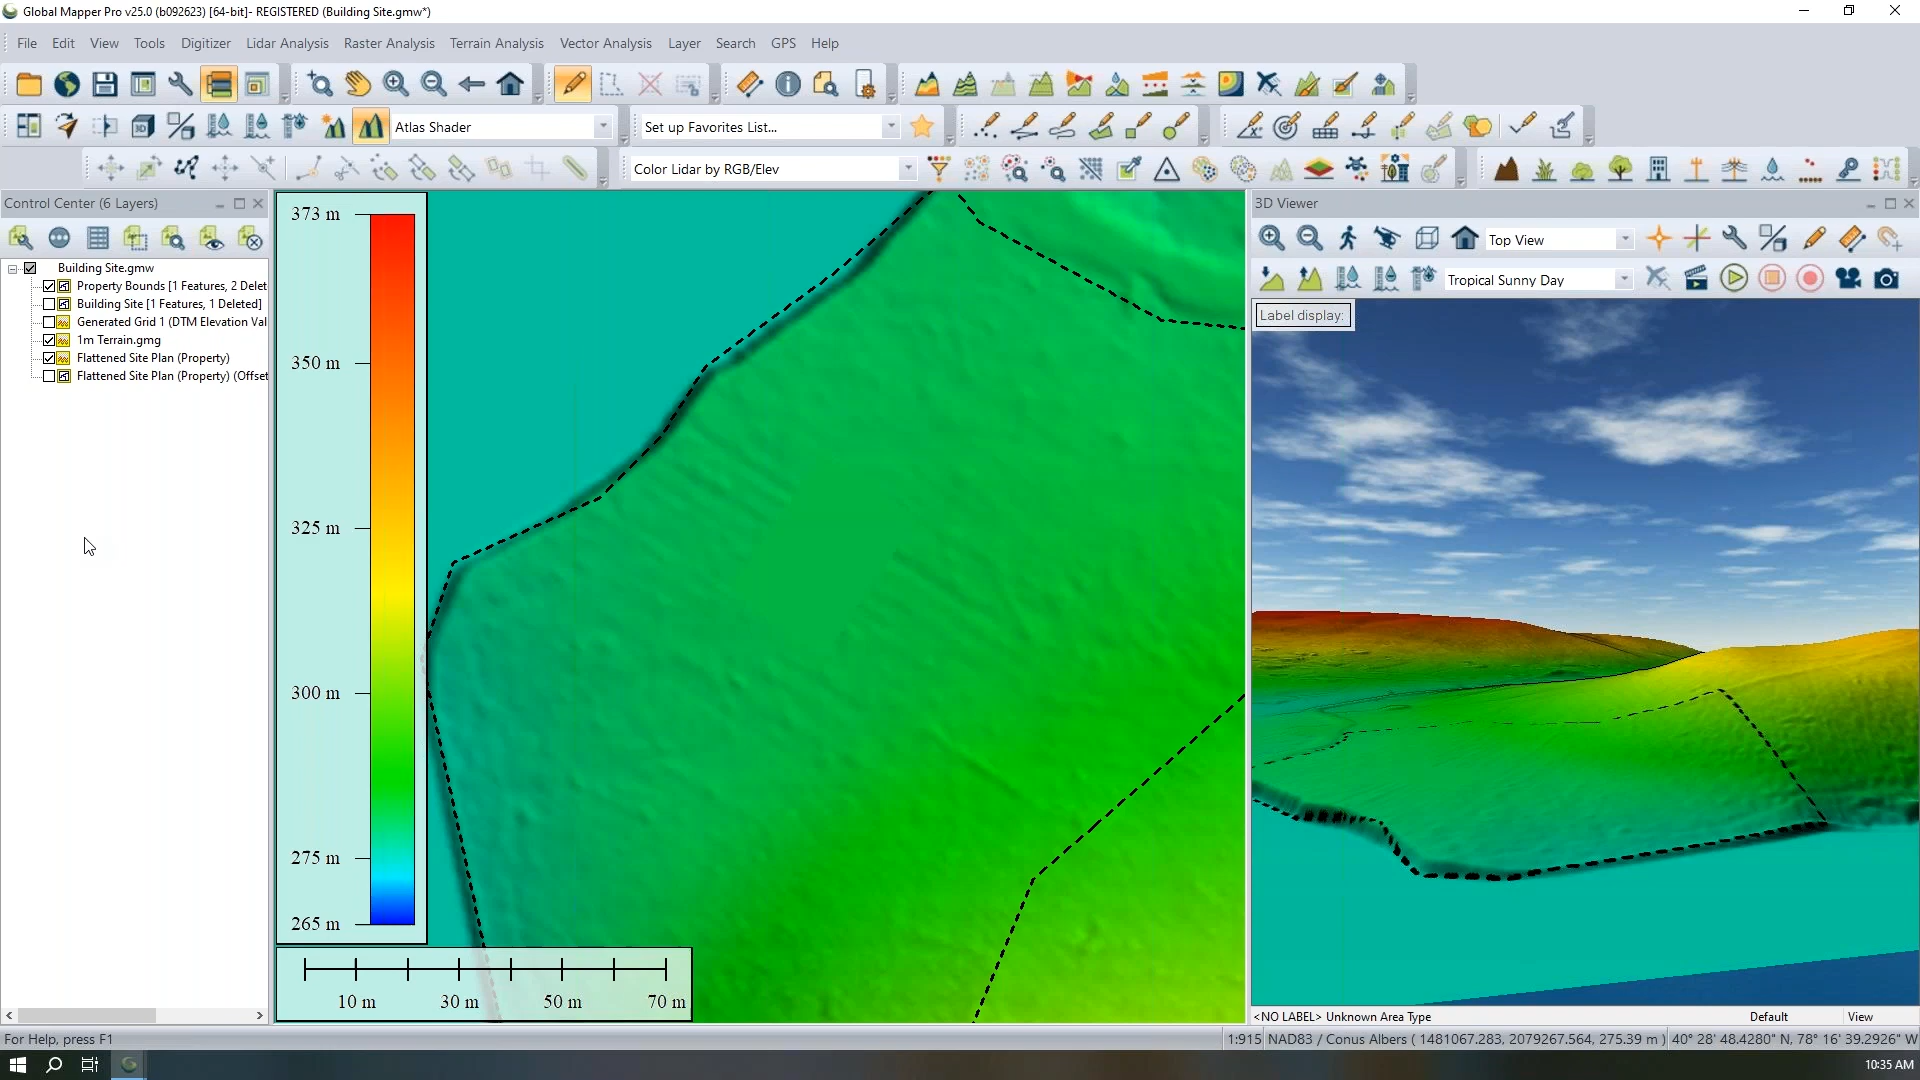 Global Mapper Pro v25.0 (b092623) [64-bit]- REGISTERED (Building Site.gmw*)
File Edit View Tools Digitizer Lidar Analysis Raster Analysis Terrain Analysis Vector Analysis Layer Search GPS Help
Atlas Shader
Set up Favorites List...
Color Lidar by RGB/Elev
Control Center (6 Layers)
Building Site.gmw
Property Bounds [1 Features, 2 Delet
Building Site [1 Features, 1 Deleted]
Generated Grid 1 (DTM Elevation Val
1m Terrain.gmg
Flattened Site Plan (Property)
Flattened Site Plan (Property) (Offset
373 m
350 m
325 m
300 m
275 m
265 m
10 m 30 m 50 m 70 m
3D Viewer
Top View
Tropical Sunny Day
Label display:
<NO LABEL> Unknown Area Type
Default
View
For Help, press F1
1:915 NAD83 / Conus Albers ( 1481067.283, 2079267.564, 275.39 m ) 40° 28' 48.4280" N, 78° 16' 39.2926" W
10:35 AM